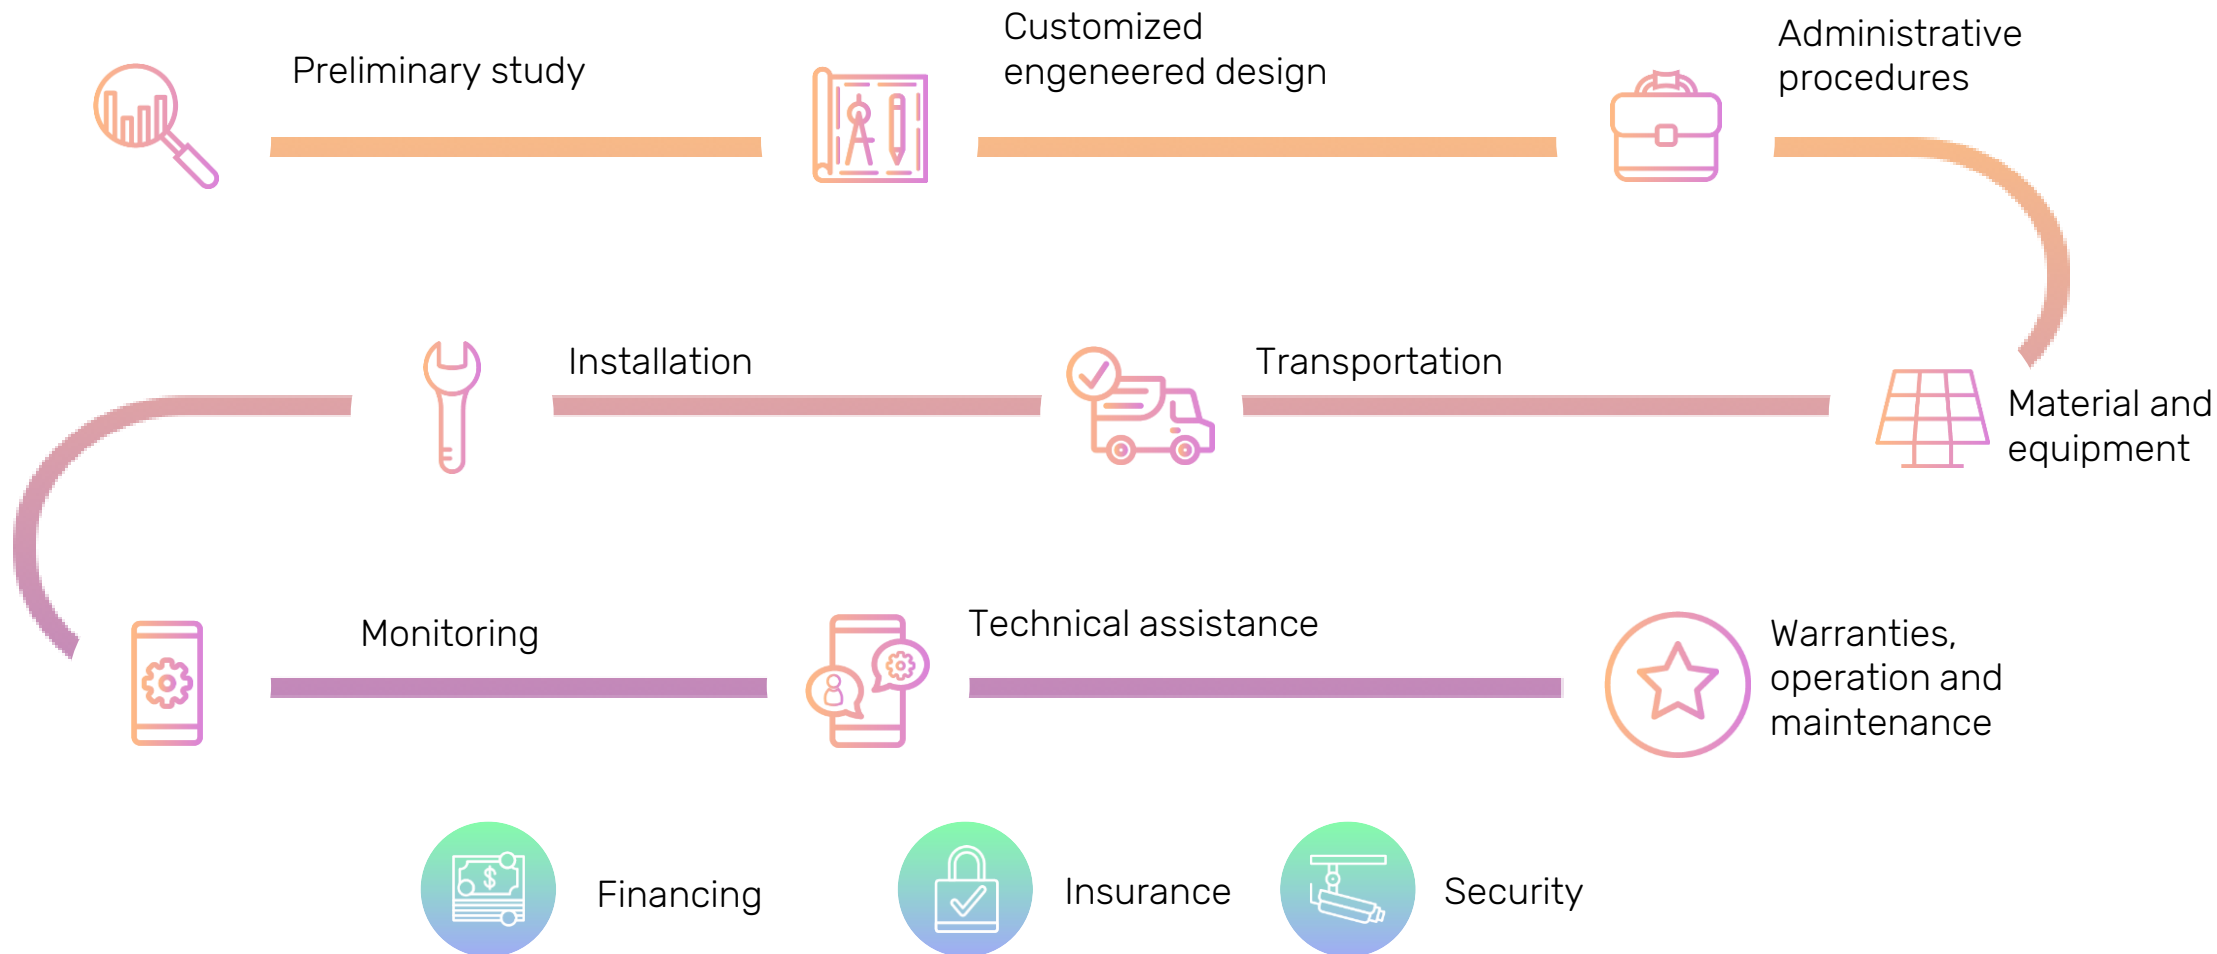 Preliminary study
Customized
engeneered design
Administrative
procedures
Installation
Transportation
Material and
equipment
Monitoring
Technical assistance
Warranties,
operation and
maintenance
$
Financing
Insurance
Security